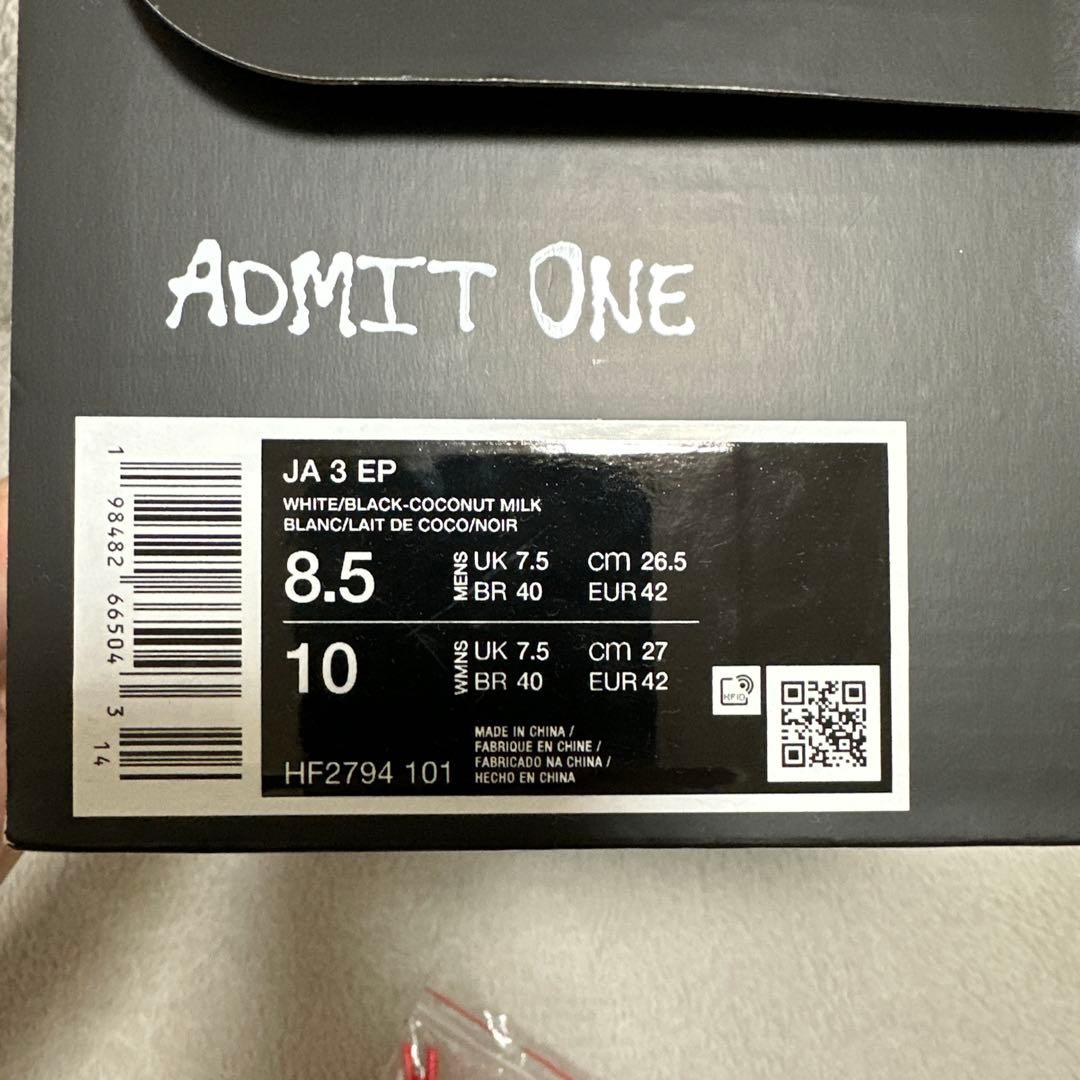 ADMIT ONE
JA 3 EP
WHITE/BLACK-COCONUT MILK
BLANC/LAIT DE COCO/NOIR
8.5 MENS UK 7.5 cm 26.5
BR 40 EUR 42
10 WMNS UK 7.5 cm 27
BR 40 EUR 42
MADE IN CHINA /
FABRIQUE EN CHINE /
FABRICADO NA CHINA /
HECHO EN CHINA
HF2794 101
RFID
1 98482 66504 3 14